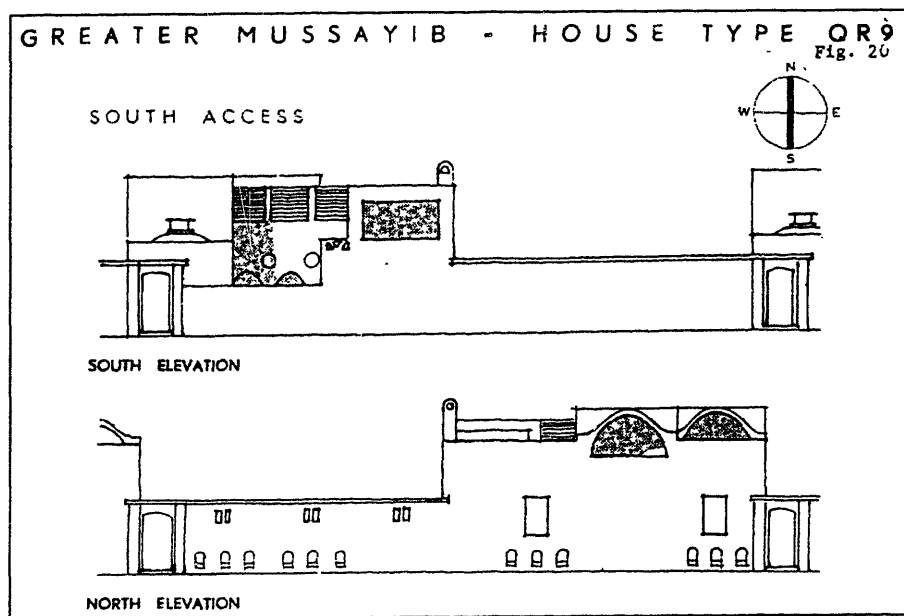 GREATER MUSSAYIB - HOUSE TYPE QR9
Fig. 20
N
W E
S
SOUTH ACCESS
SOUTH ELEVATION
NORTH ELEVATION